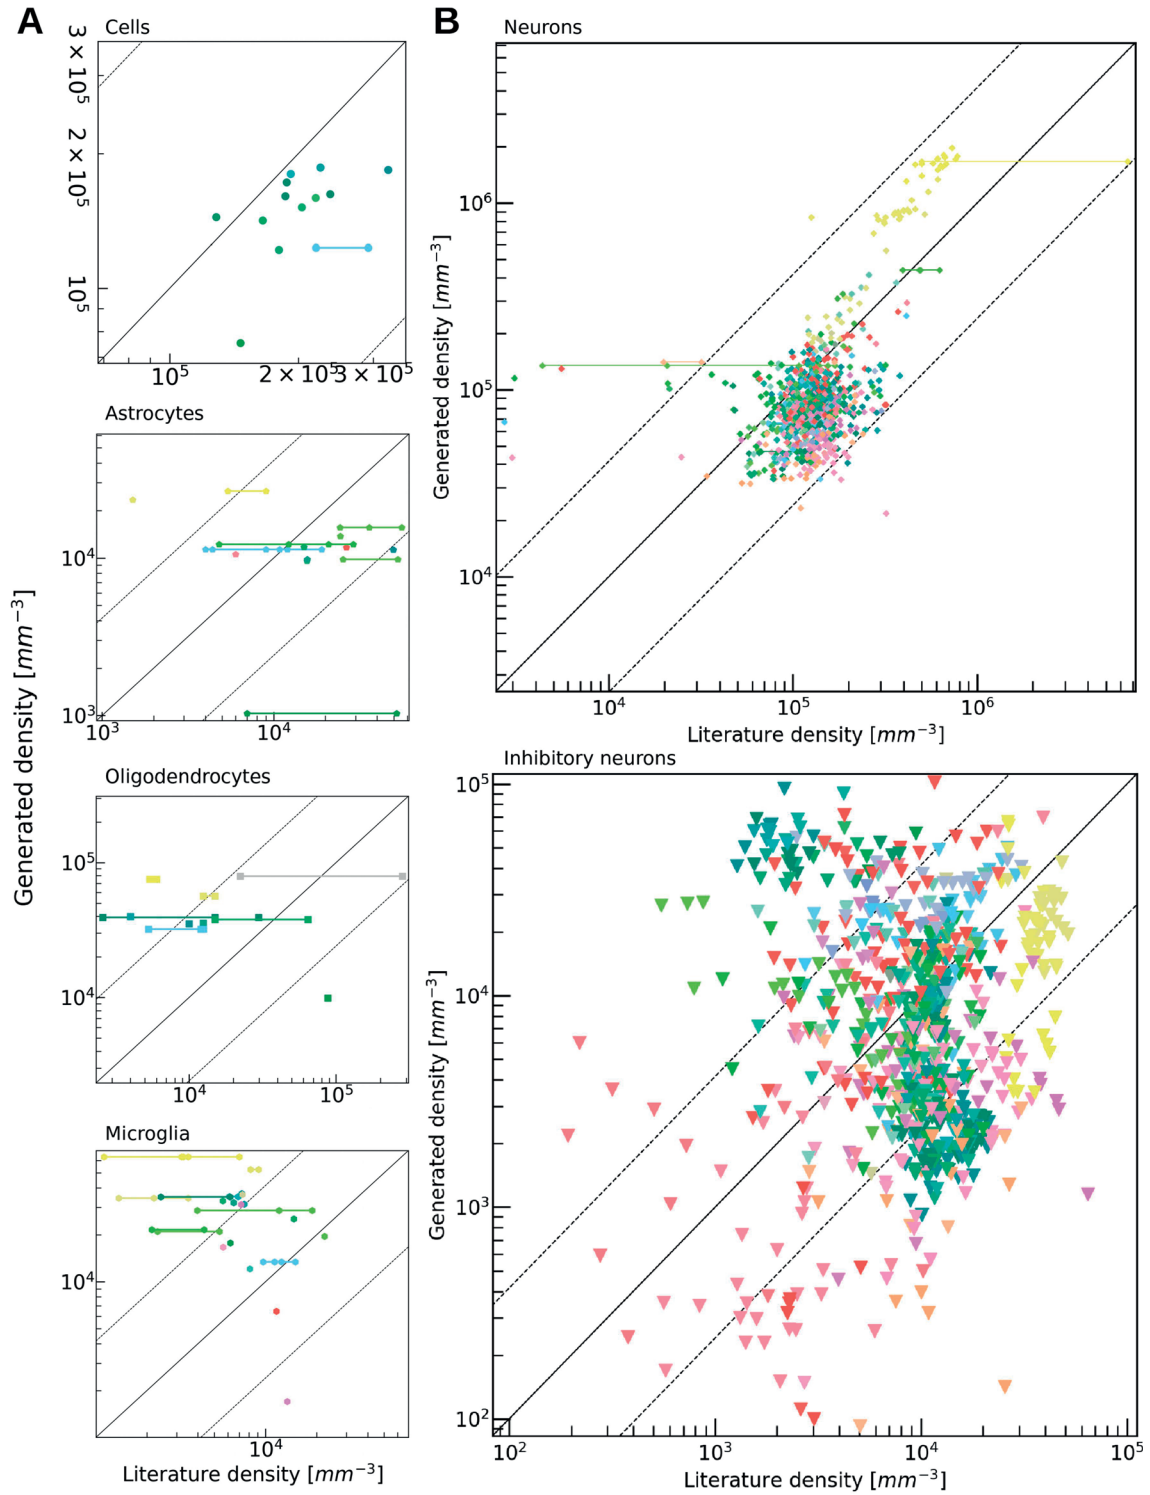 A
Cells
3 × 10⁵
2 × 10⁵
10⁵
10⁵
2 × 10⁵
3 × 10⁵
Astrocytes
10⁴
10³
10³
10⁴
Oligodendrocytes
10⁵
10⁴
10⁴
10⁵
Microglia
10⁴
10⁴
Generated density [mm⁻³]
Literature density [mm⁻³]
B
Neurons
Generated density [mm⁻³]
10⁶
10⁵
10⁴
10⁴
10⁵
10⁶
Literature density [mm⁻³]
Inhibitory neurons
Generated density [mm⁻³]
10⁵
10⁴
10³
10²
10²
10³
10⁴
10⁵
Literature density [mm⁻³]